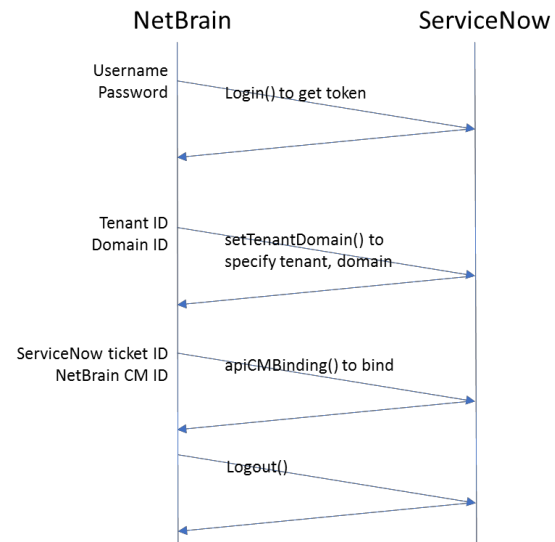 NetBrain
ServiceNow
Username
Password
Login() to get token
Tenant ID
Domain ID
setTenantDomain() to
specify tenant, domain
ServiceNow ticket ID
NetBrain CM ID
apiCMBinding() to bind
Logout()